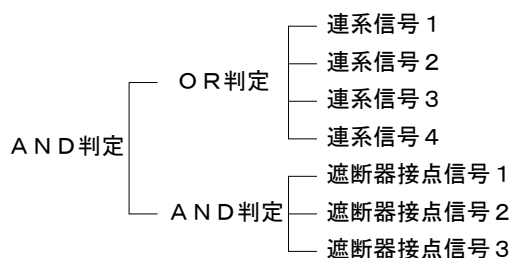 連系信号１
連系信号２
ＯＲ判定
連系信号３
連系信号４
ＡＮＤ判定
遮断器接点信号１
ＡＮＤ判定
遮断器接点信号２
遮断器接点信号３